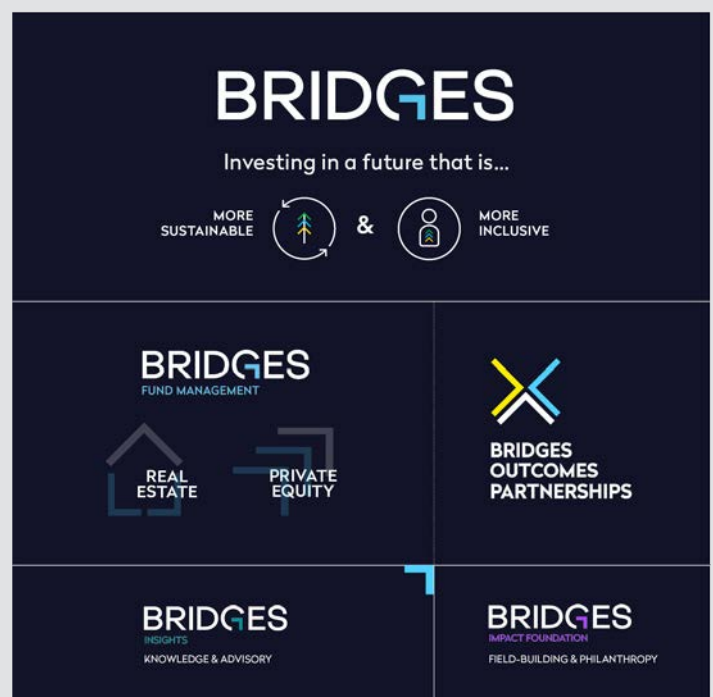 BRIDGES
Investing in a future that is...
MORE
SUSTAINABLE
&
MORE
INCLUSIVE
BRIDGES
FUND MANAGEMENT
REAL
ESTATE
PRIVATE
EQUITY
BRIDGES
OUTCOMES
PARTNERSHIPS
BRIDGES
INSIGHTS
KNOWLEDGE & ADVISORY
BRIDGES
IMPACT FOUNDATION
FIELD-BUILDING & PHILANTHROPY